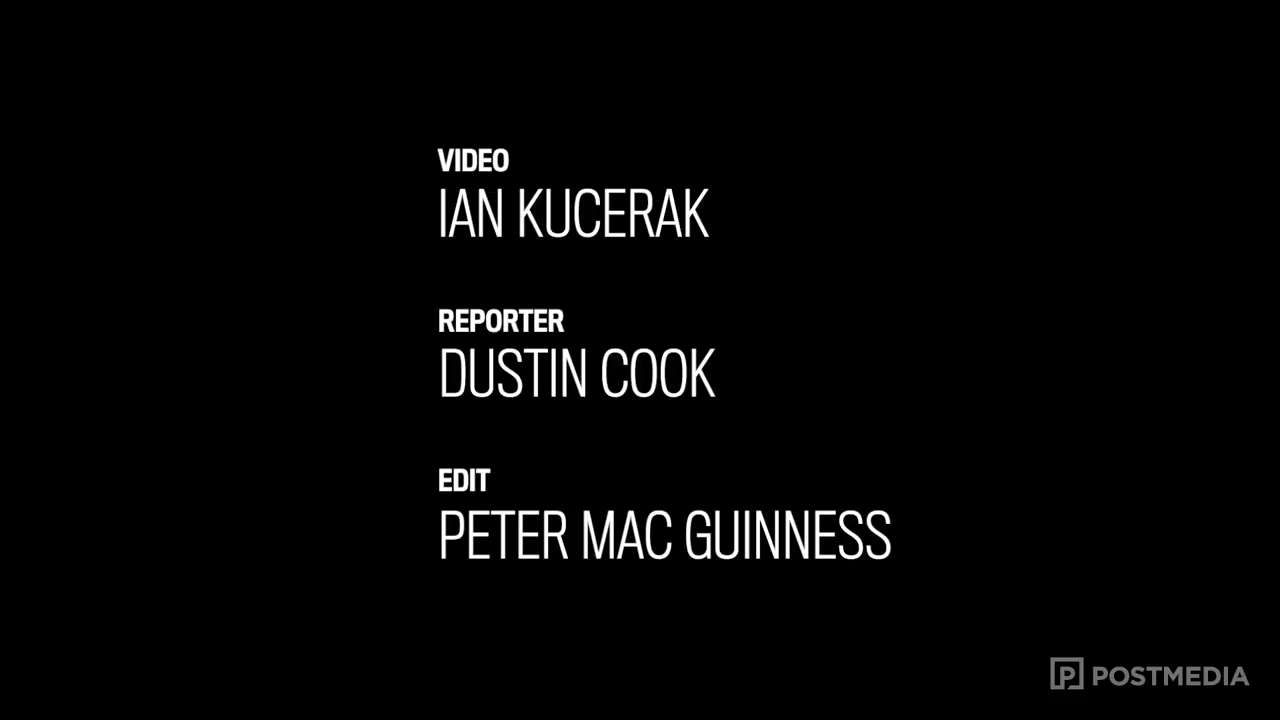 VIDEO
IAN KUCERAK
REPORTER
DUSTIN COOK
EDIT
PETER MAC GUINNESS
POSTMEDIA